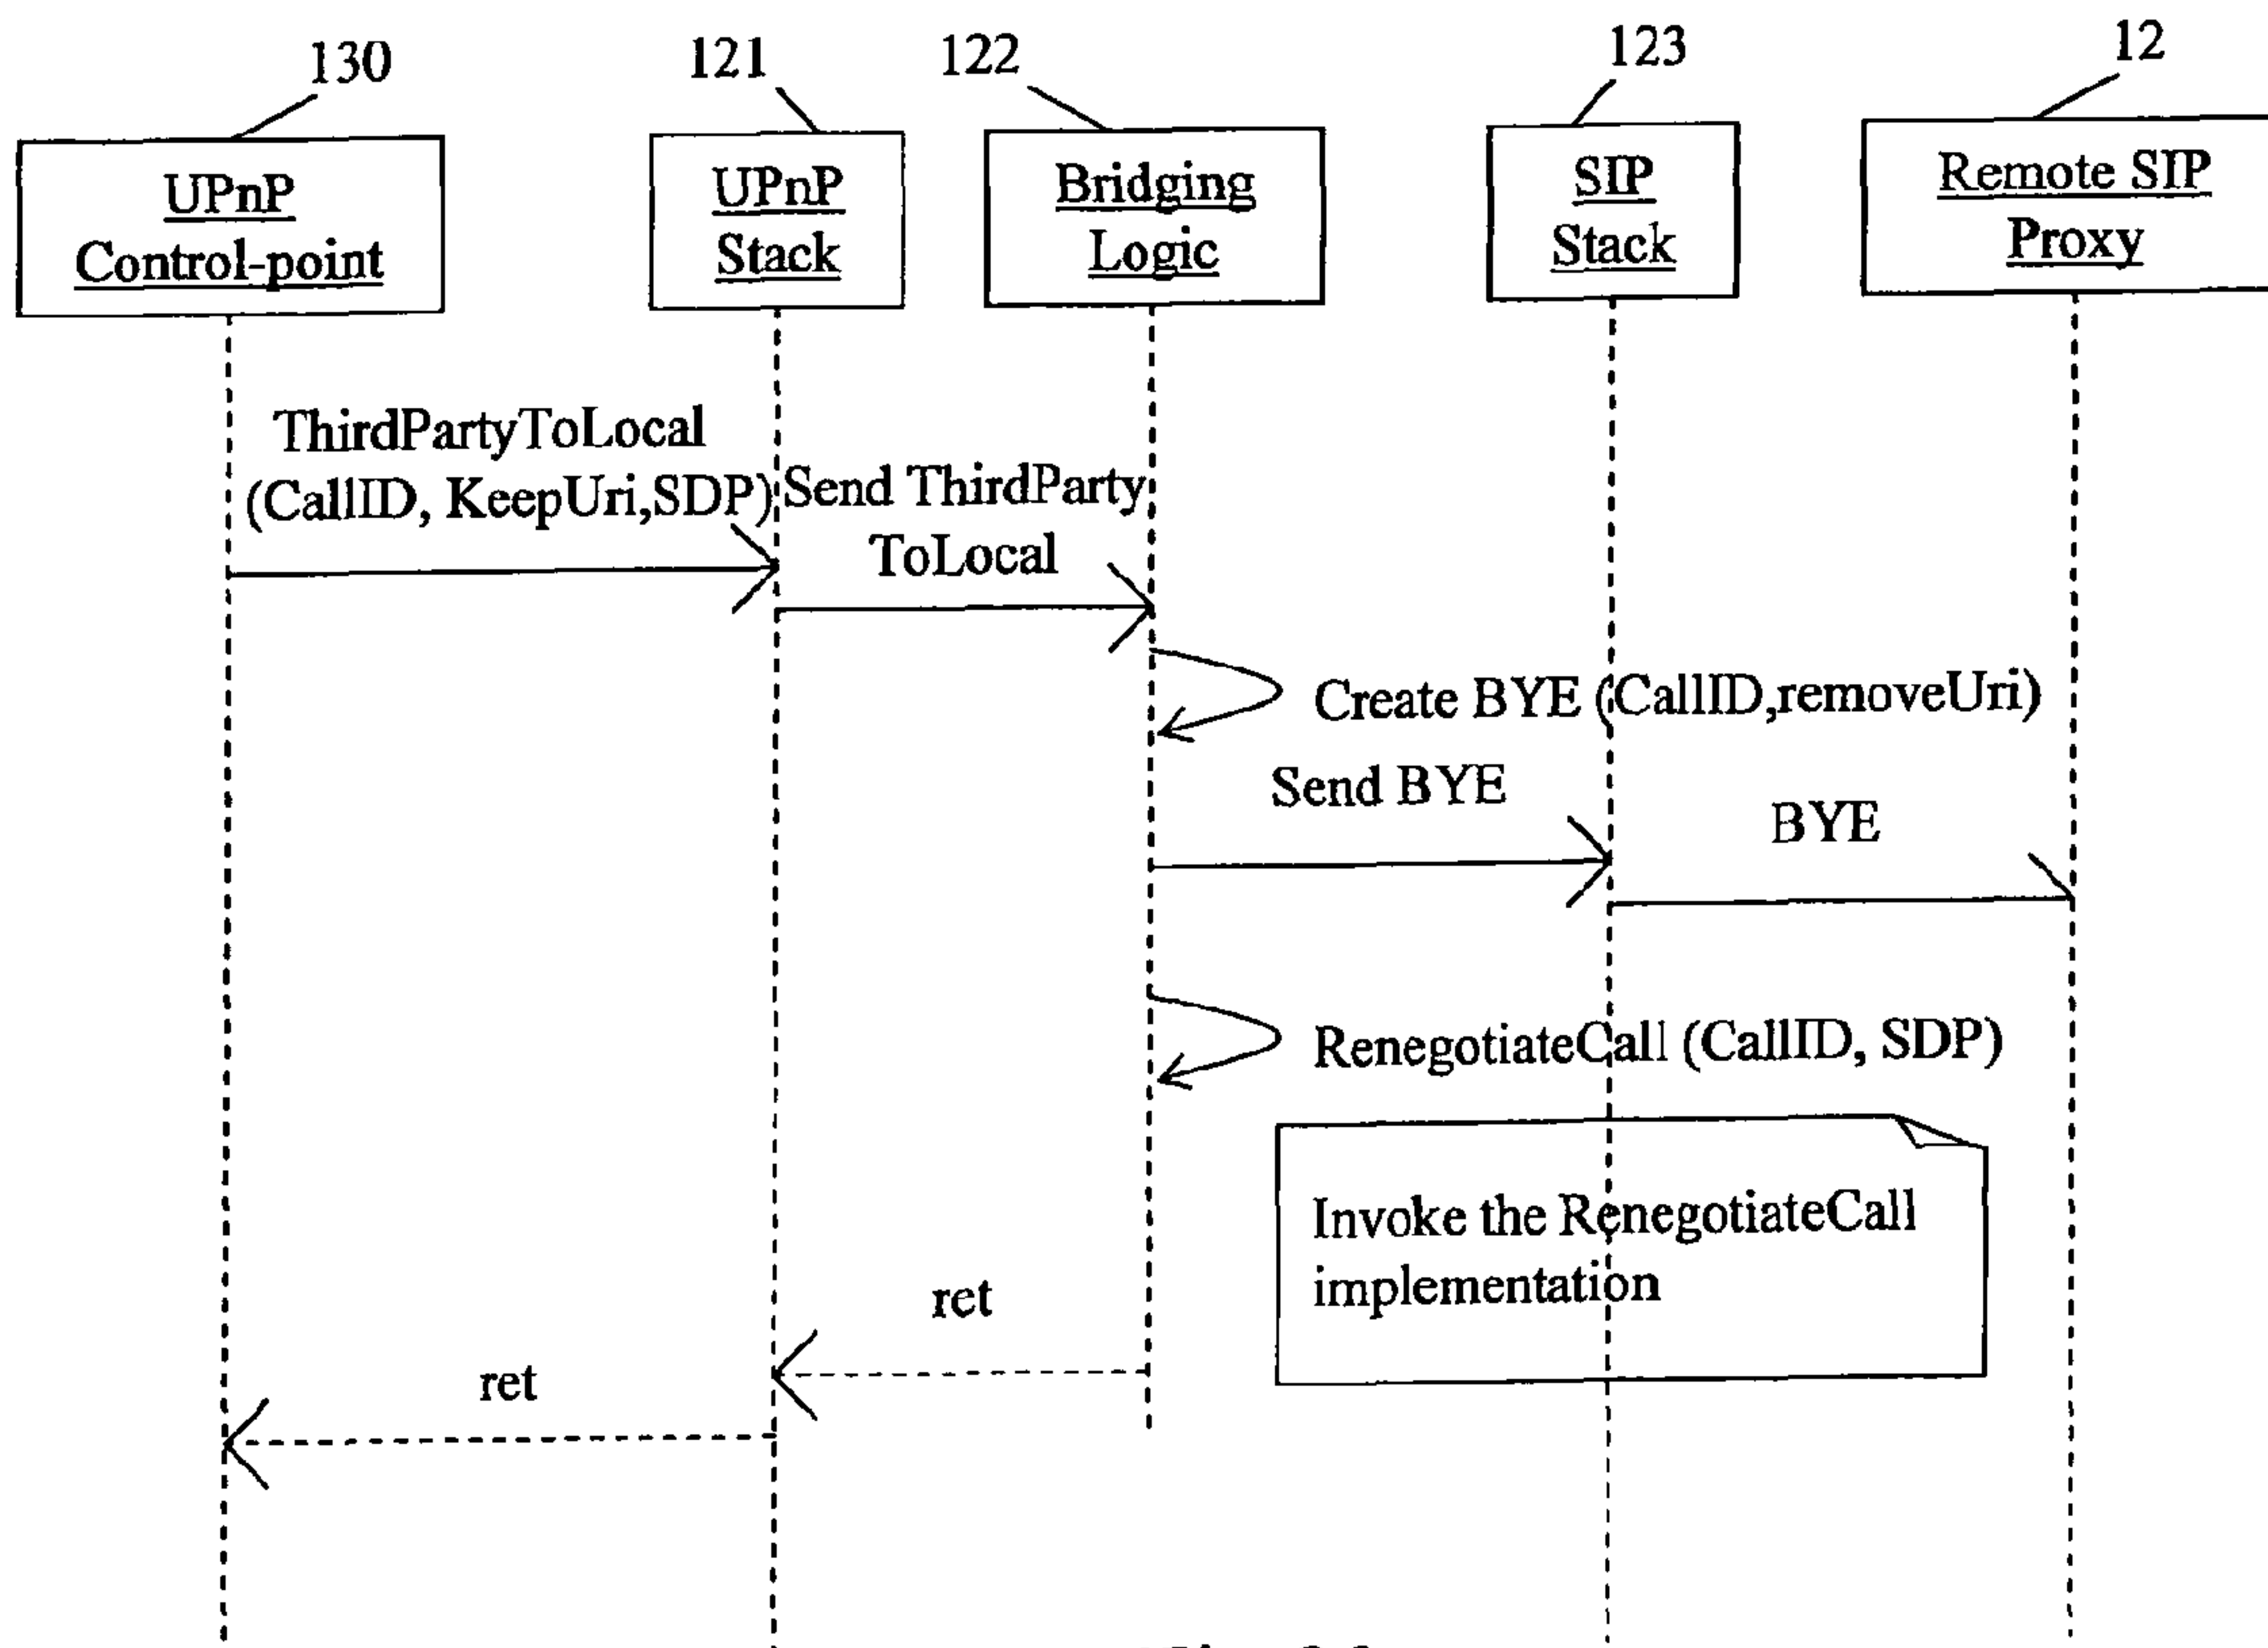 130
121
122
123
12
UPnP
Control-point
UPnP
Stack
Bridging
Logic
SIP
Stack
Remote SIP
Proxy
ThirdPartyToLocal
(CallID, KeepUri,SDP)
Send ThirdParty
ToLocal
Create BYE (CallID,removeUri)
Send BYE
BYE
RenegotiateCall (CallID, SDP)
Invoke the RenegotiateCall
implementation
ret
ret